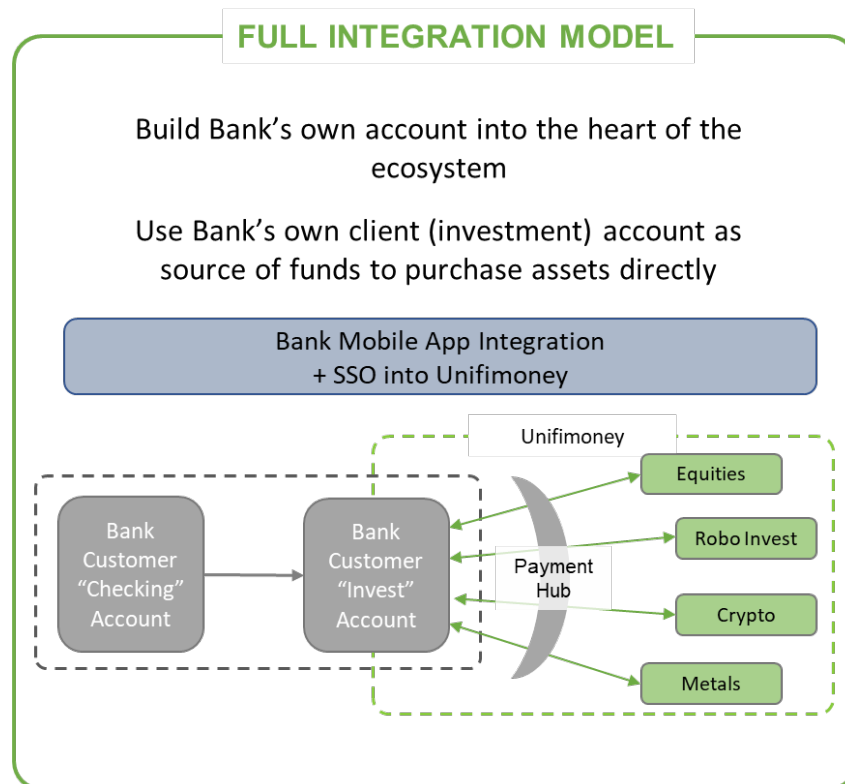 FULL INTEGRATION MODEL
Build Bank’s own account into the heart of the
ecosystem
Use Bank’s own client (investment) account as
source of funds to purchase assets directly
Bank Mobile App Integration
+ SSO into Unifimoney
Unifimoney
Bank
Customer
“Checking”
Account
Bank
Customer
“Invest”
Account
Payment
Hub
Equities
Robo Invest
Crypto
Metals